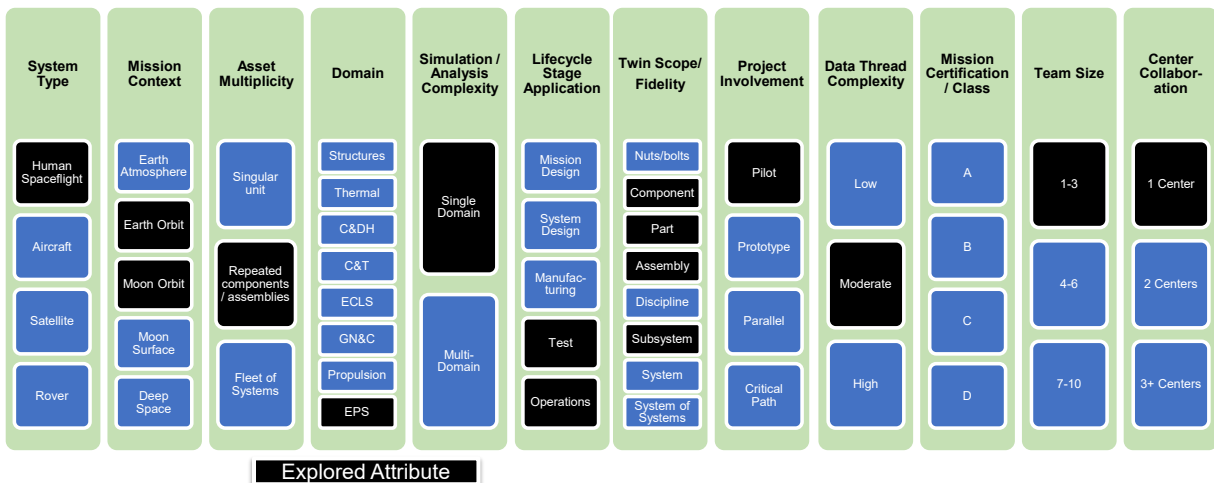 System
Type
Human
Spaceflight
Aircraft
Satellite
Rover
Mission
Context
Earth
Atmosphere
Earth Orbit
Moon Orbit
Moon
Surface
Deep
Space
Asset
Multiplicity
Singular
unit
Repeated
components
/ assemblies
Fleet of
Systems
Domain
Structures
Thermal
C&DH
C&T
ECLS
GN&C
Propulsion
EPS
Simulation /
Analysis
Complexity
Single
Domain
Multi-
Domain
Lifecycle
Stage
Application
Mission
Design
System
Design
Manufac-
turing
Test
Operations
Twin Scope/
Fidelity
Nuts/bolts
Component
Part
Assembly
Discipline
Subsystem
System
System of
Systems
Project
Involvement
Pilot
Prototype
Parallel
Critical
Path
Data Thread
Complexity
Low
Moderate
High
Mission
Certification
/ Class
A
B
C
D
Team Size
1-3
4-6
7-10
Center
Collabor-
ation
1 Center
2 Centers
3+ Centers
Explored Attribute